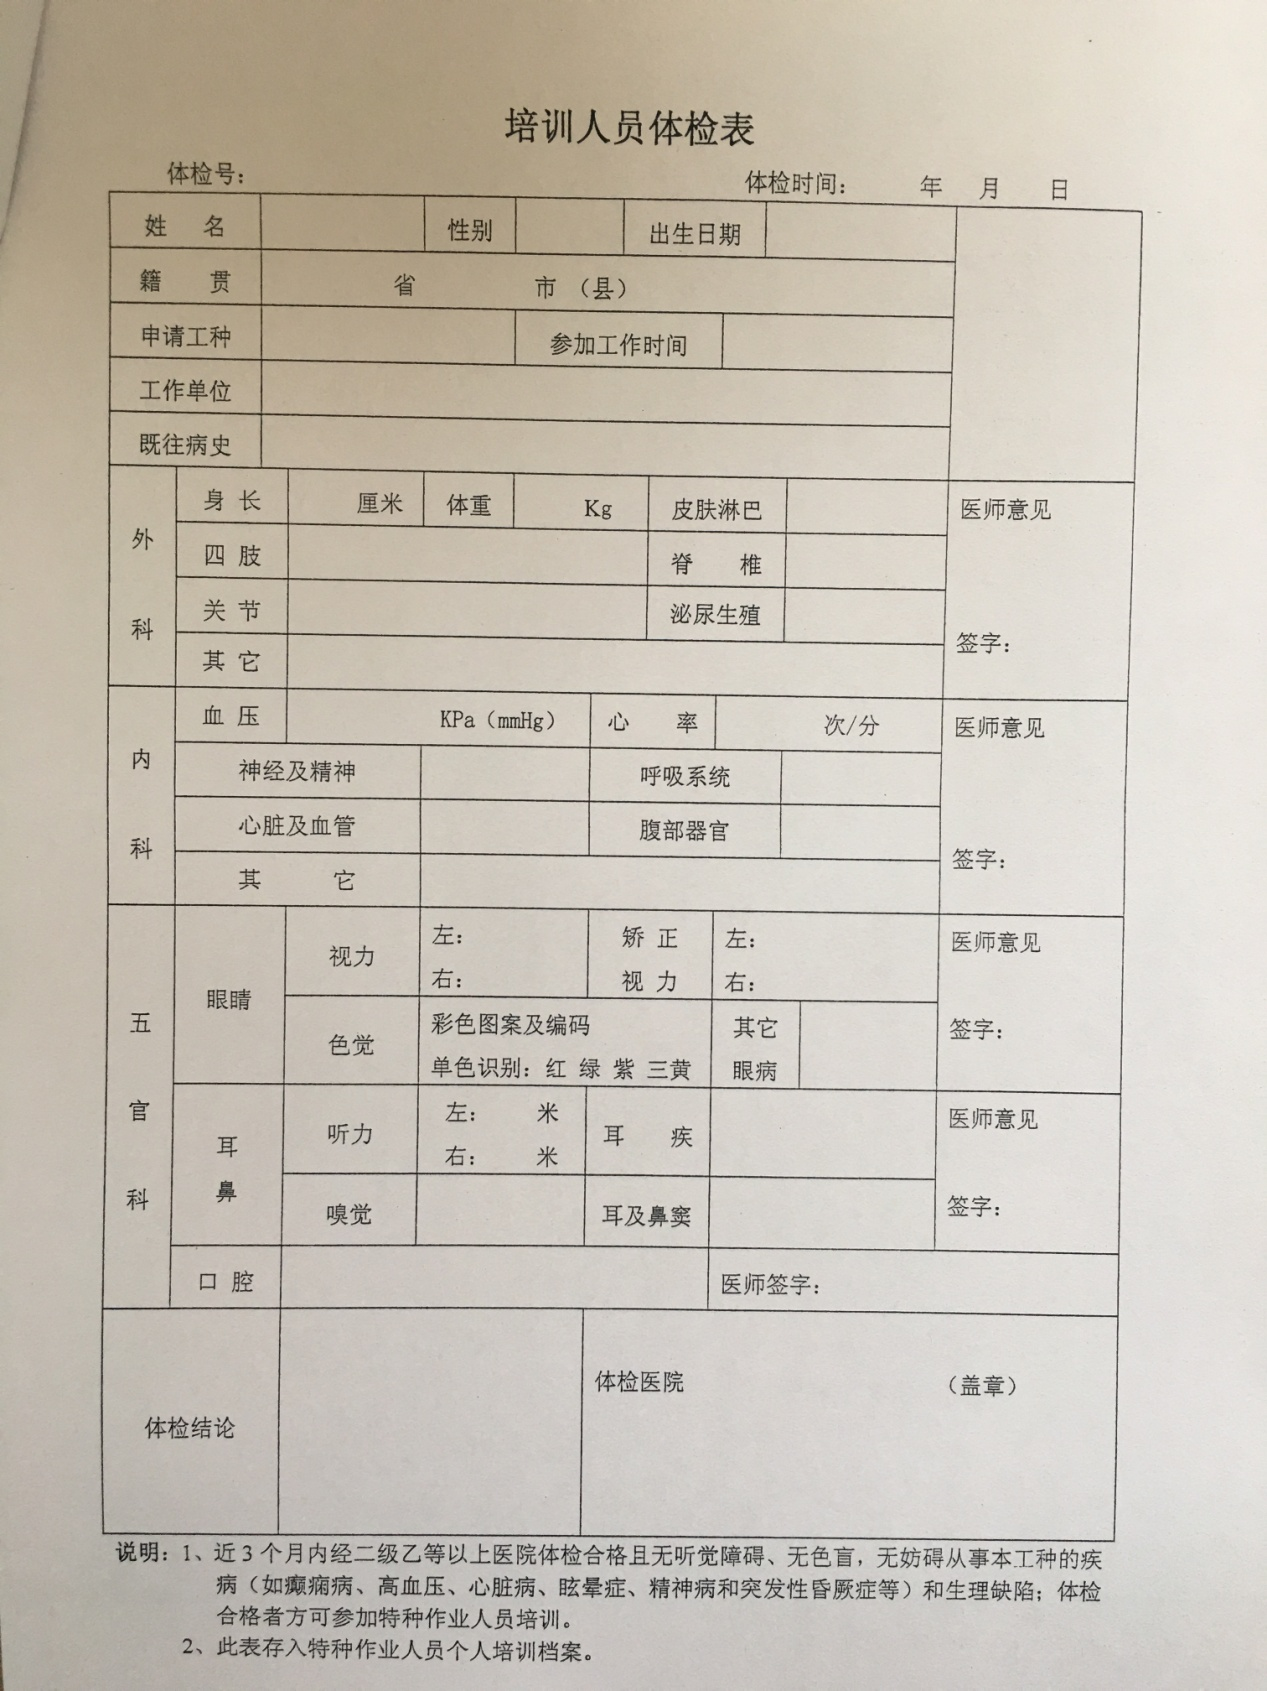 培训人员体检表
体检号： 体检时间： 年 月 日
姓 名 性别 出生日期
籍 贯 省 市（县）
申请工种 参加工作时间
工作单位
既往病史
外科 身 长 厘米 体重 Kg 皮肤淋巴 医师意见
四 肢 脊 椎
关 节 泌尿生殖 签字：
其 它
内科 血 压 KPa（mmHg） 心 率 次/分 医师意见
神经及精神 呼吸系统
心脏及血管 腹部器官 签字：
其 它
五官科 眼睛 视力 左： 矫 正 左： 医师意见
右： 视 力 右：
色觉 彩色图案及编码 其它 签字：
单色识别：红 绿 紫 三黄 眼病
耳 听力 左： 米 耳 疾 医师意见
右： 米
鼻 嗅觉 耳及鼻窦 签字：
口 腔 医师签字：
体检结论 体检医院 （盖章）
说明：1、近 3 个月内经二级乙等以上医院体检合格且无听觉障碍、无色盲，无妨碍从事本工种的疾
病（如癫痫病、高血压、心脏病、眩晕症、精神病和突发性昏厥症等）和生理缺陷；体检
合格者方可参加特种作业人员培训。
2、此表存入特种作业人员个人培训档案。